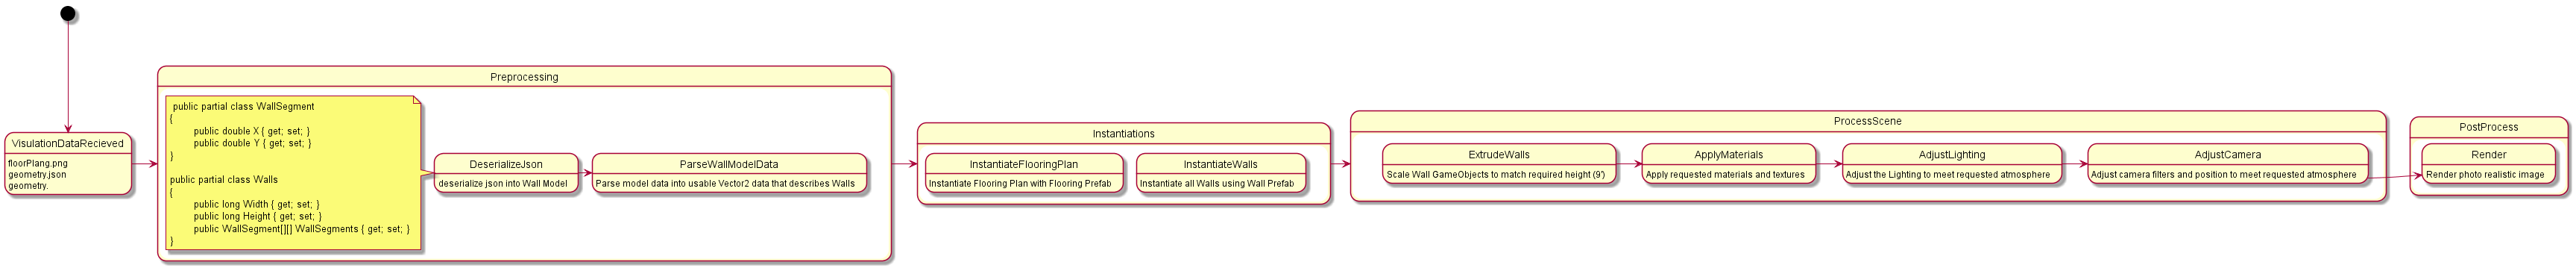 VisulationDataRecieved
floorPlang.png
geometry.json
geometry.
Preprocessing
public partial class WallSegment
{
public double X { get; set; }
public double Y { get; set; }
}
public partial class Walls
{
public long Width { get; set; }
public long Height { get; set; }
public WallSegment[][] WallSegments { get; set; }
}
DeserializeJson
deserialize json into Wall Model
ParseWallModelData
Parse model data into usable Vector2 data that describes Walls
Instantiations
InstantiateFlooringPlan
Instantiate Flooring Plan with Flooring Prefab
InstantiateWalls
Instantiate all Walls using Wall Prefab
ProcessScene
ExtrudeWalls
Scale Wall GameObjects to match required height (9')
ApplyMaterials
Apply requested materials and textures
AdjustLighting
Adjust the Lighting to meet requested atmosphere
AdjustCamera
Adjust camera filters and position to meet requested atmosphere
PostProcess
Render
Render photo realistic image